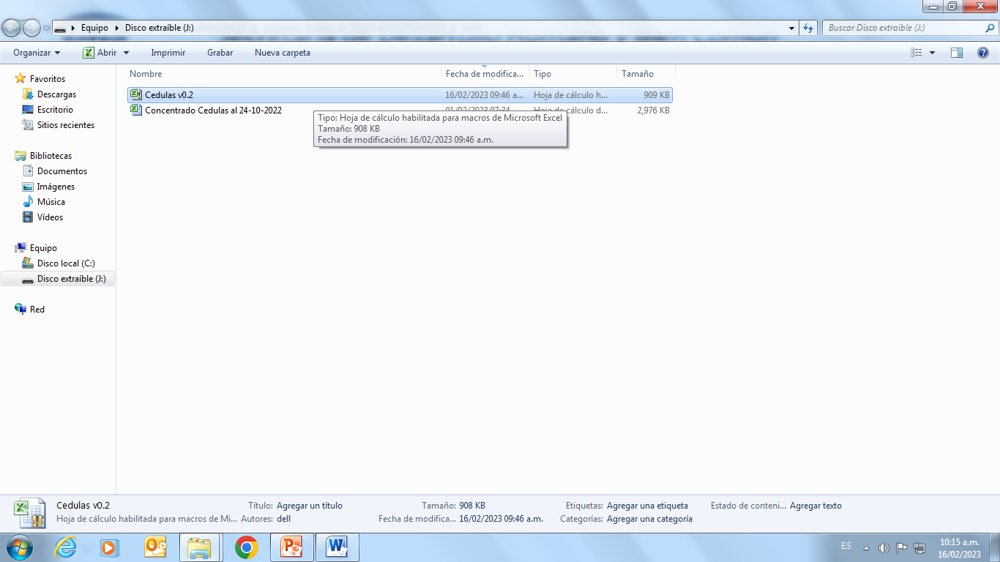 Equipo
Disco extraíble (J:)
Buscar Disco extraíble (J:)
Organizar
Abrir
Imprimir
Grabar
Nueva carpeta
Nombre
Fecha de modifica...
Tipo
Tamaño
Cedulas v0.2
16/02/2023 09:46 a...
Hoja de cálculo h...
909 KB
Concentrado Cedulas al 24-10-2022
01/02/2023 07:34
Hoja de cálculo d...
2,976 KB
Tipo: Hoja de cálculo habilitada para macros de Microsoft Excel
Tamaño: 908 KB
Fecha de modificación: 16/02/2023 09:46 a.m.
Favoritos
Descargas
Escritorio
Sitios recientes
Bibliotecas
Documentos
Imágenes
Música
Vídeos
Equipo
Disco local (C:)
Disco extraíble (J:)
Red
Cedulas v0.2
Título: Agregar un título
Tamaño: 908 KB
Etiquetas: Agregar una etiqueta
Estado de conteni... Agregar texto
Hoja de cálculo habilitada para macros de Mi...
Autores: dell
Fecha de modifica... 16/02/2023 09:46 a.m.
Categorías: Agregar una categoría
ES
10:15 a.m.
16/02/2023